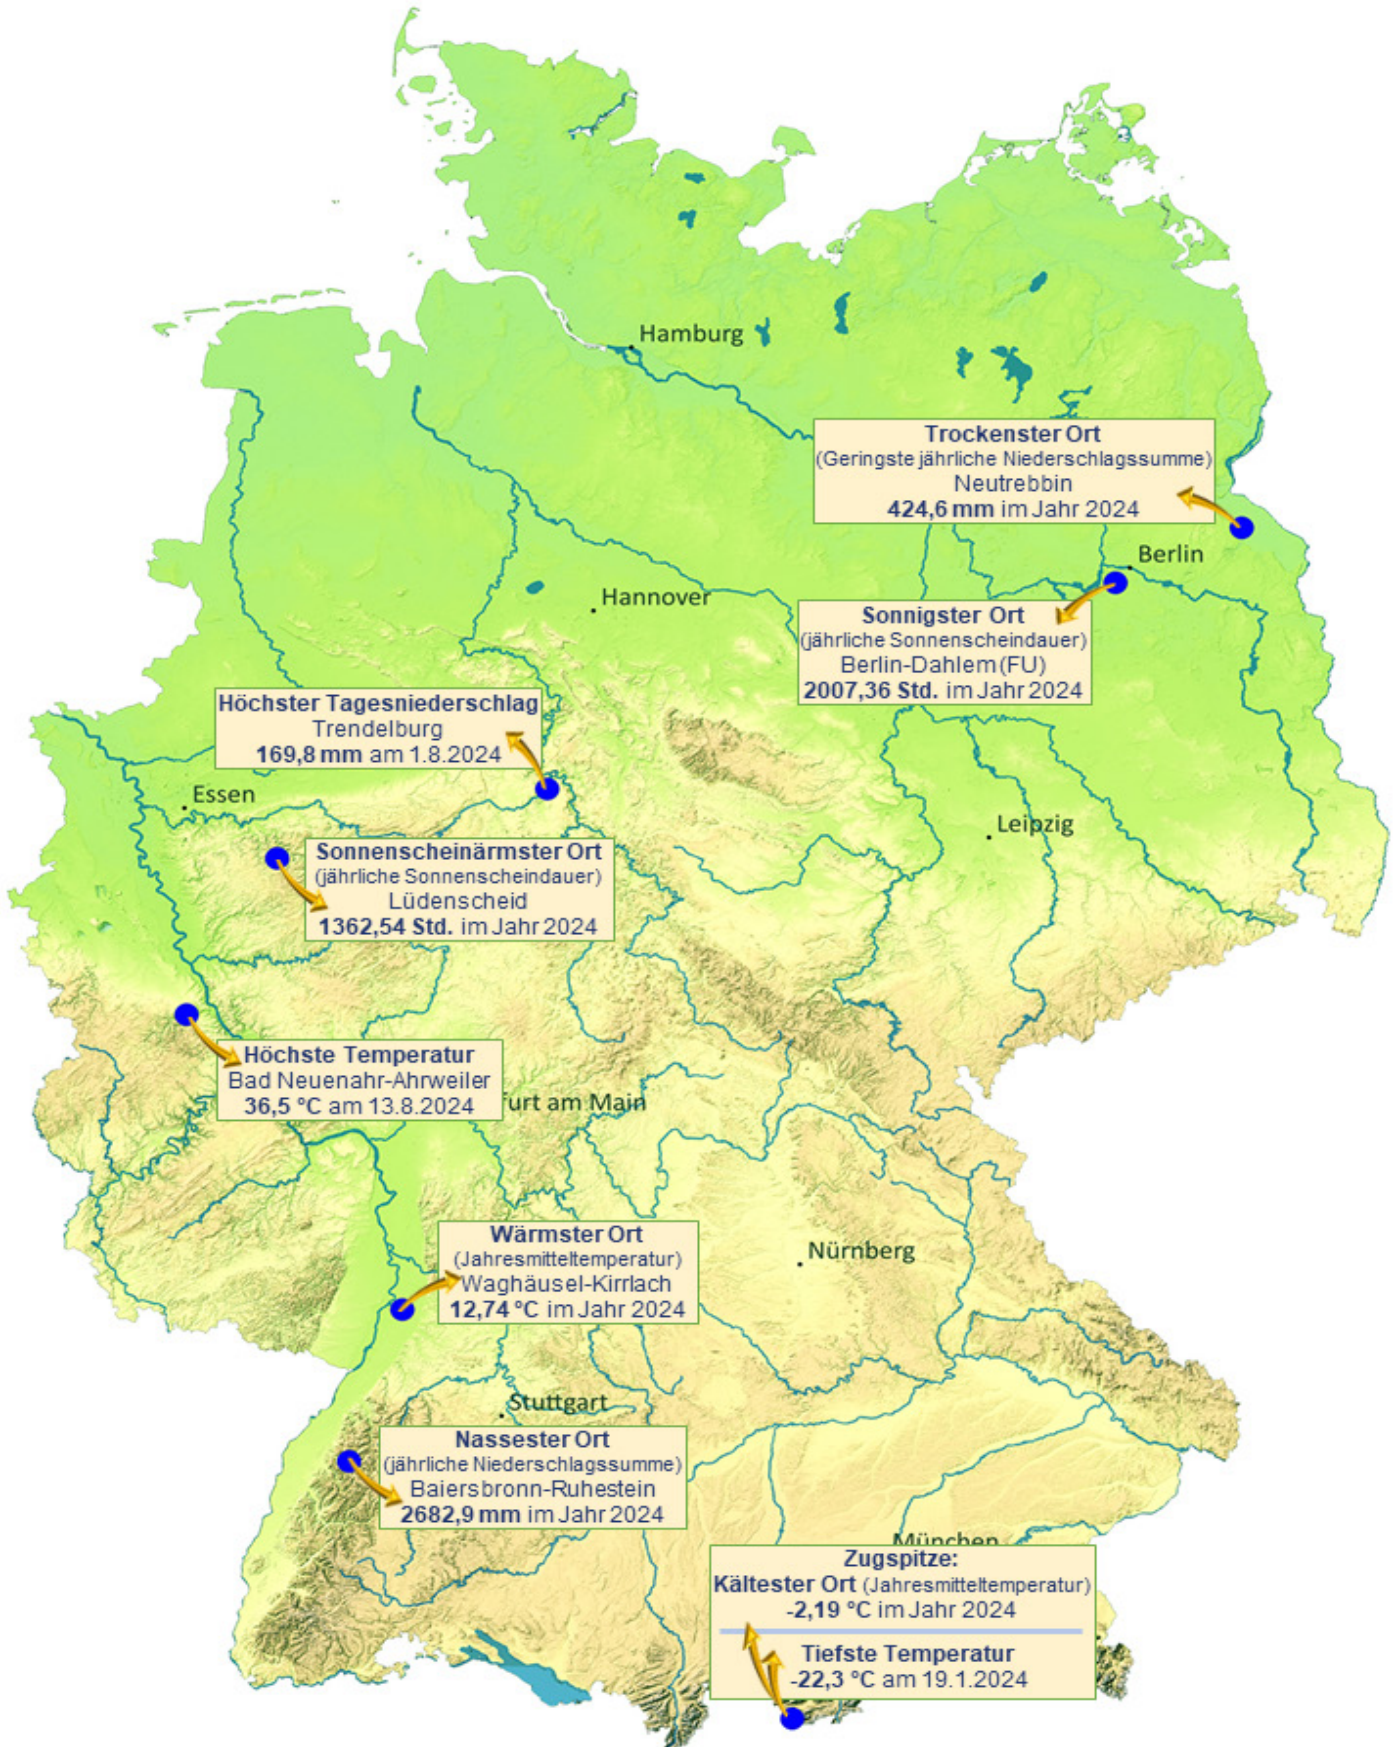 Hamburg
Trockenster Ort
(Geringste jährliche Niederschlagssumme)
Neutrebbin
424,6 mm im Jahr 2024
Berlin
Hannover
Sonnigster Ort
(jährliche Sonnenscheindauer)
Berlin-Dahlem (FU)
2007,36 Std. im Jahr 2024
Höchster Tagesniederschlag
Trendelburg
169,8 mm am 1.8.2024
Essen
Leipzig
Sonnenscheinärmster Ort
(jährliche Sonnenscheindauer)
Lüdenscheid
1362,54 Std. im Jahr 2024
Höchste Temperatur
Bad Neuenahr-Ahrweiler
36,5 °C am 13.8.2024
furt am Main
Wärmster Ort
(Jahresmitteltemperatur)
Waghäusel-Kirrlach
12,74 °C im Jahr 2024
Nürnberg
Stuttgart
Nassester Ort
(jährliche Niederschlagssumme)
Baiersbronn-Ruhestein
2682,9 mm im Jahr 2024
München
Zugspitze:
Kältester Ort (Jahresmitteltemperatur)
-2,19 °C im Jahr 2024
Tiefste Temperatur
-22,3 °C am 19.1.2024